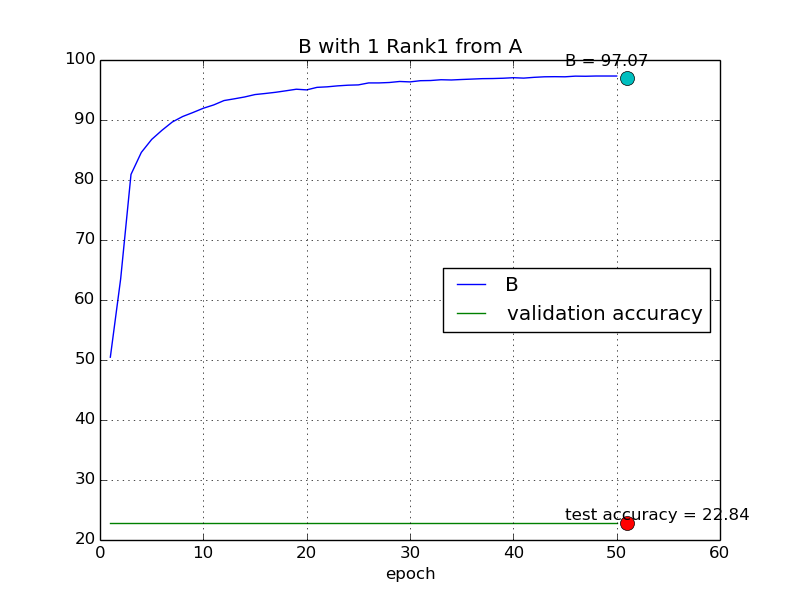 B with 1 Rank1 from A
B = 97.07
100
90
80
70
60
50
40
30
20
B
validation accuracy
test accuracy = 22.84
0 10 20 30 40 50 60
epoch